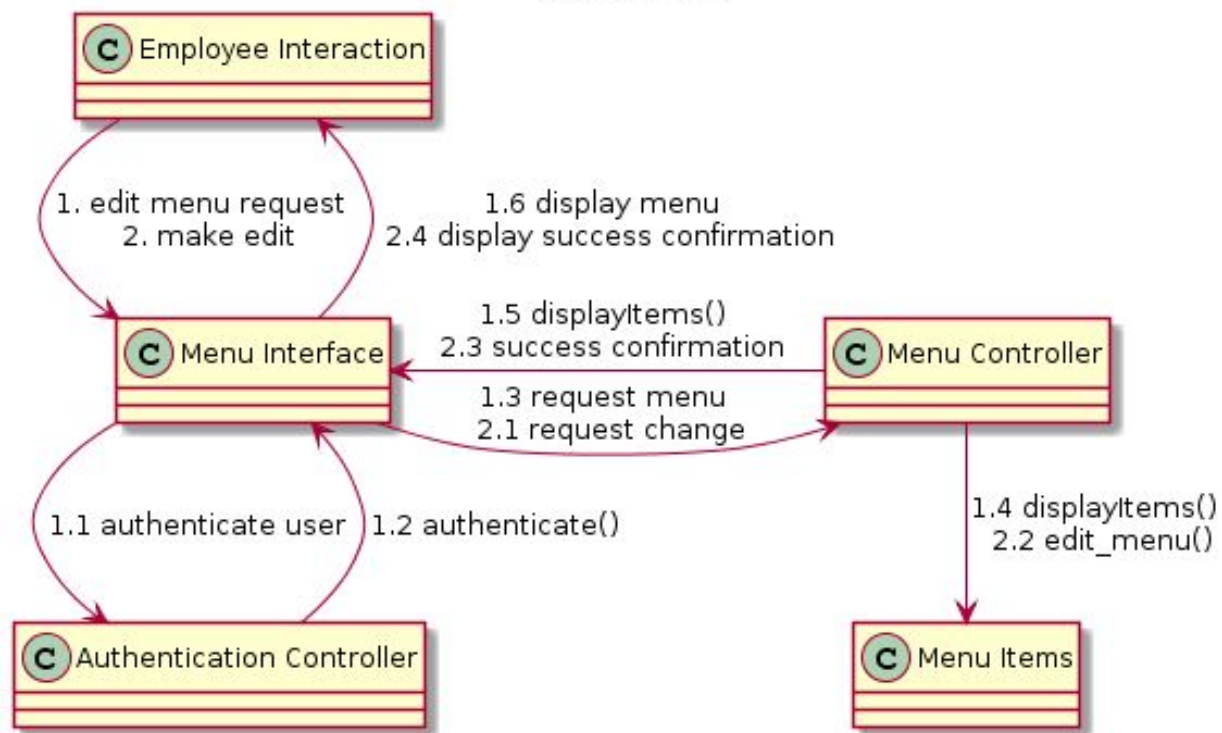 C Employee Interaction
1. edit menu request
2. make edit
1.6 display menu
2.4 display success confirmation
1.5 displayItems()
2.3 success confirmation
C Menu Interface
C Menu Controller
1.3 request menu
2.1 request change
1.1 authenticate user
1.2 authenticate()
1.4 displayItems()
2.2 edit_menu()
C Authentication Controller
C Menu Items